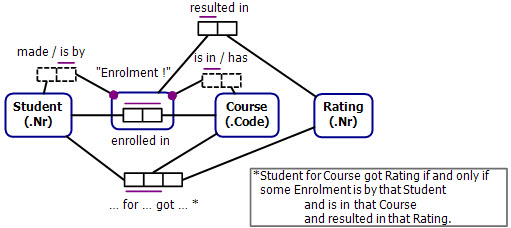 resulted in
made / is by
"Enrolment !"
is in / has
Student
(.Nr)
Course
(.Code)
Rating
(.Nr)
enrolled in
... for ... got ... *
*Student for Course got Rating if and only if
some Enrolment is by that Student
and is in that Course
and resulted in that Rating.